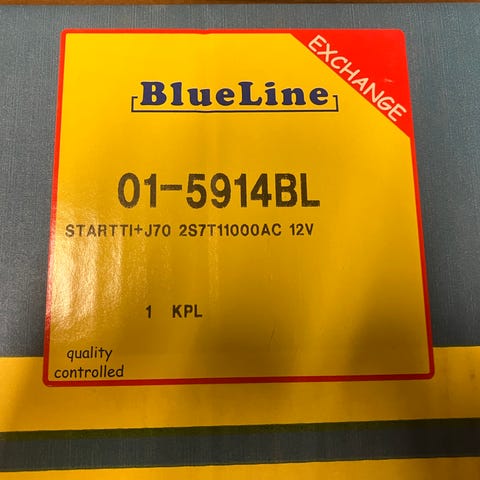 EXCHANGE
BlueLine
01-5914BL
STARTTI+J70 2S7T11000AC 12V
1 KPL
quality
controlled